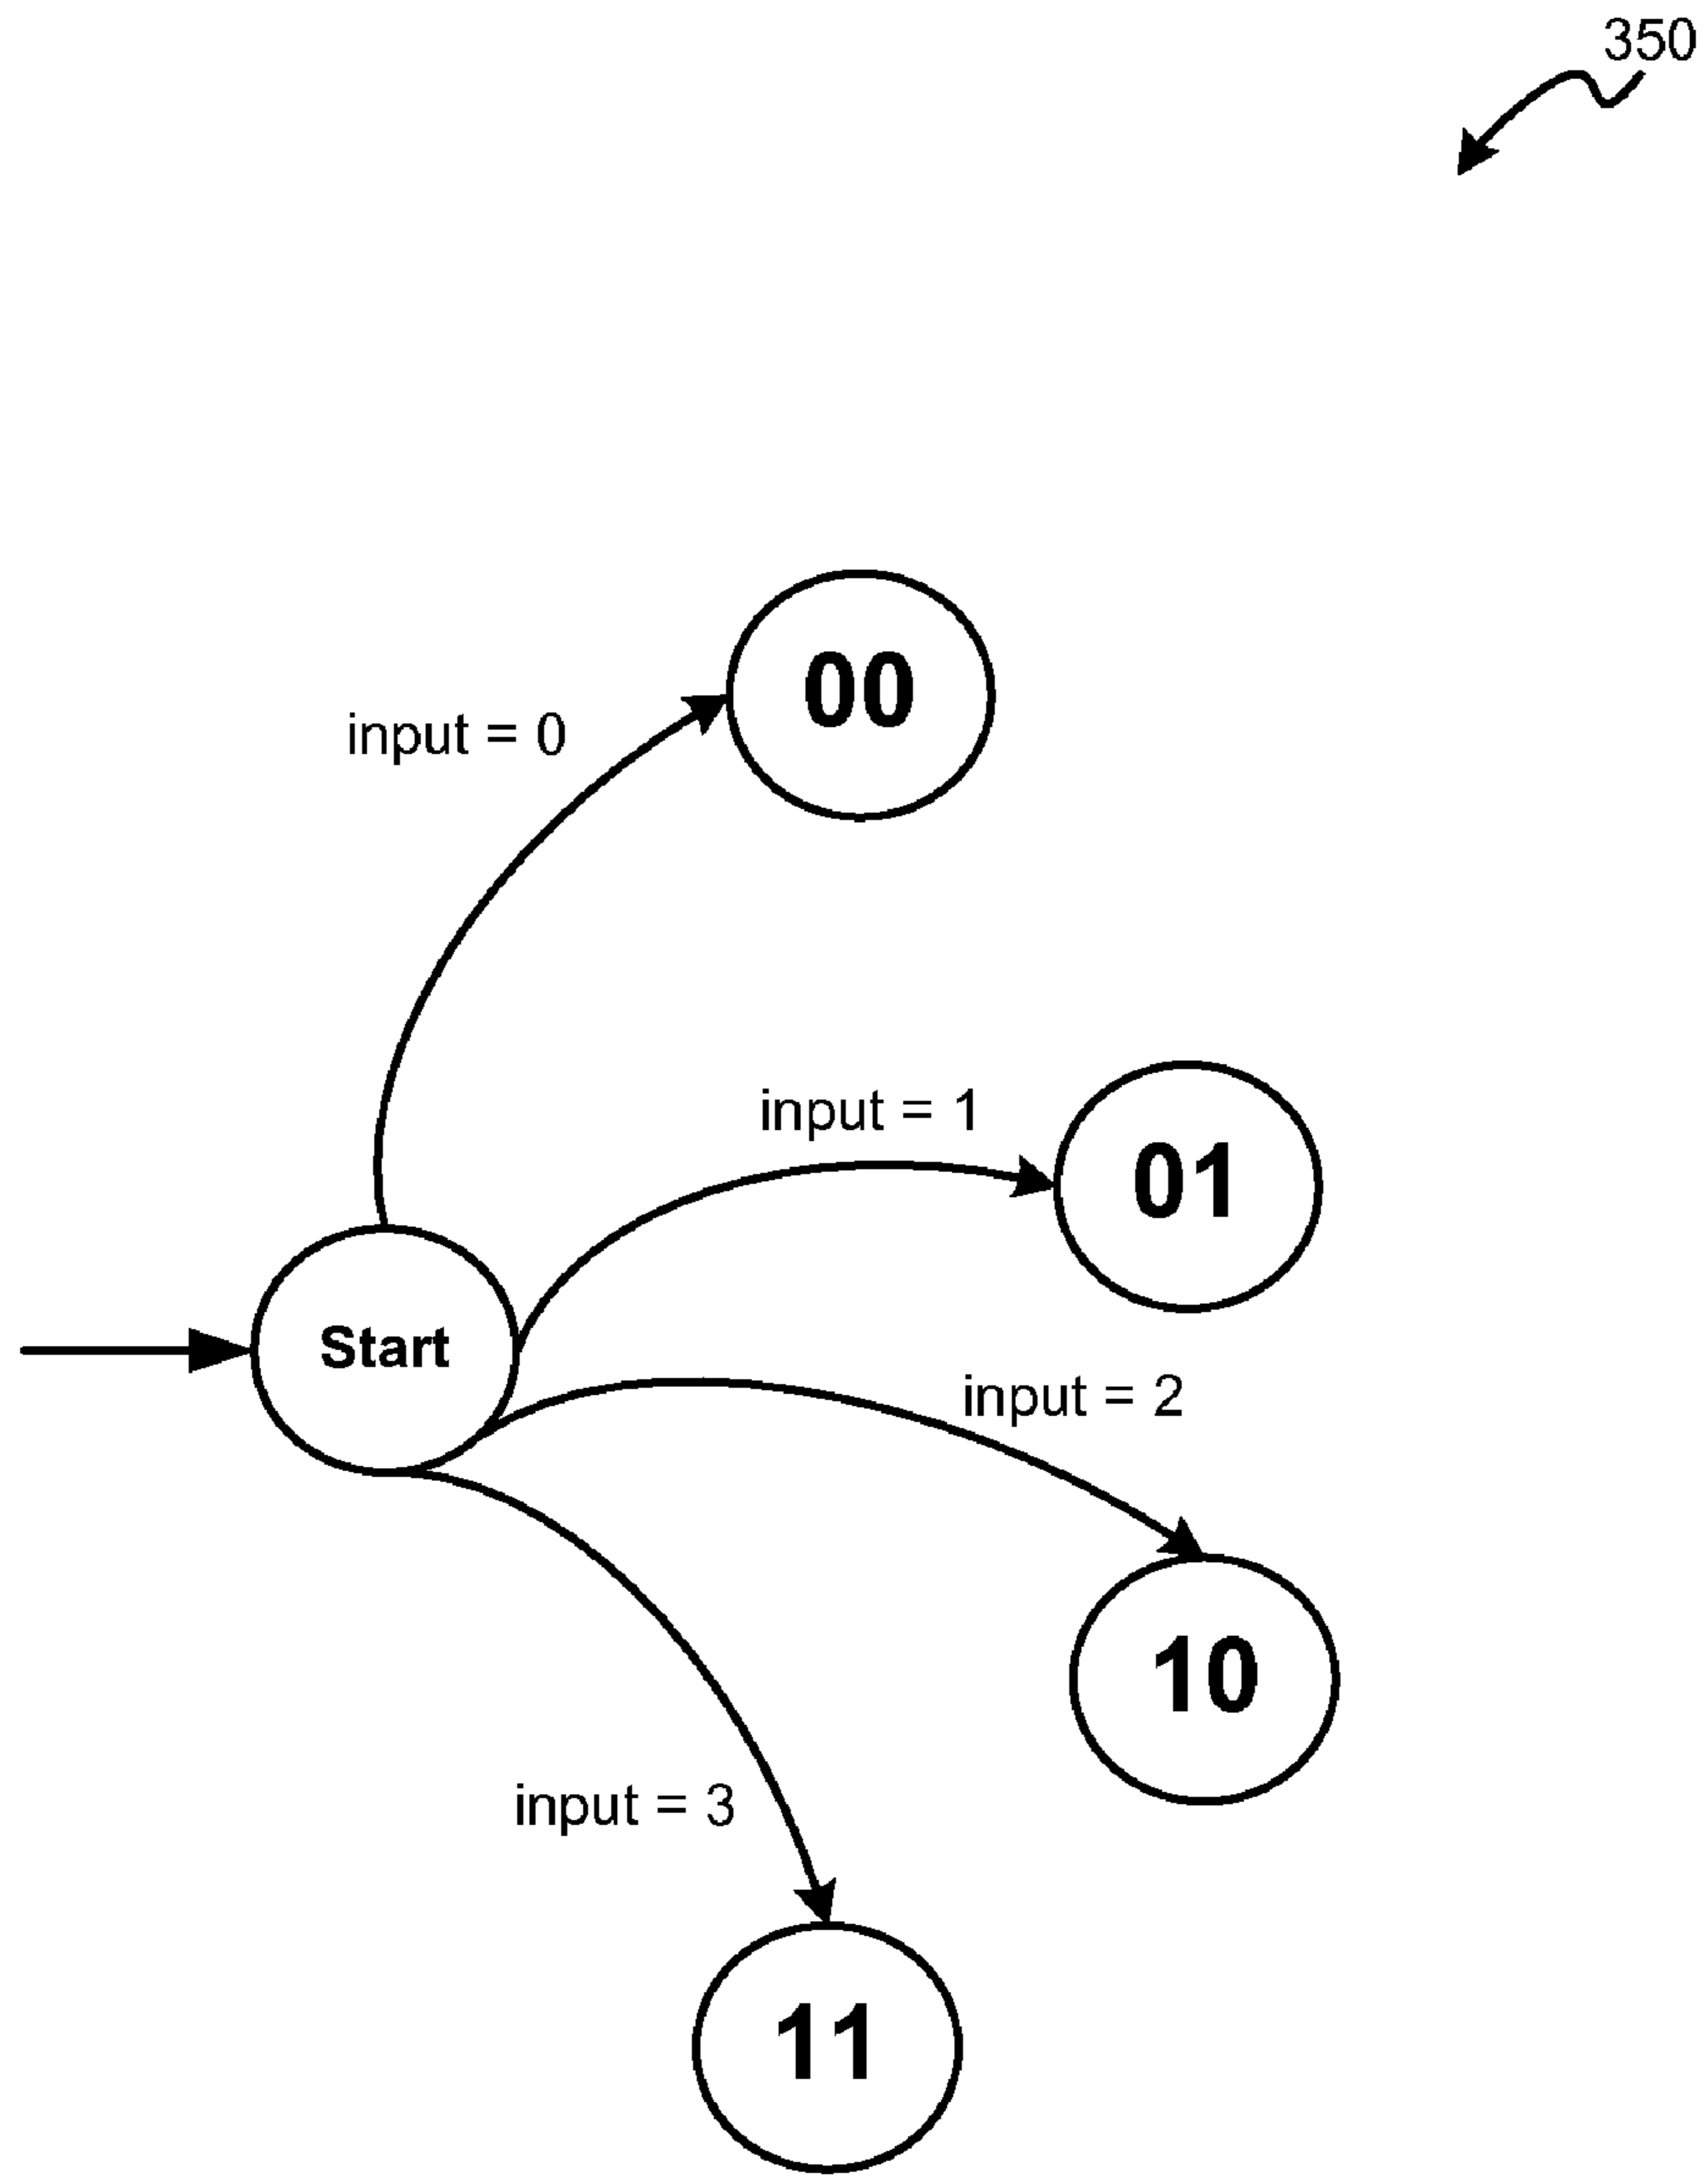 350
00
input = 0
input = 1
01
Start
input = 2
10
input = 3
11